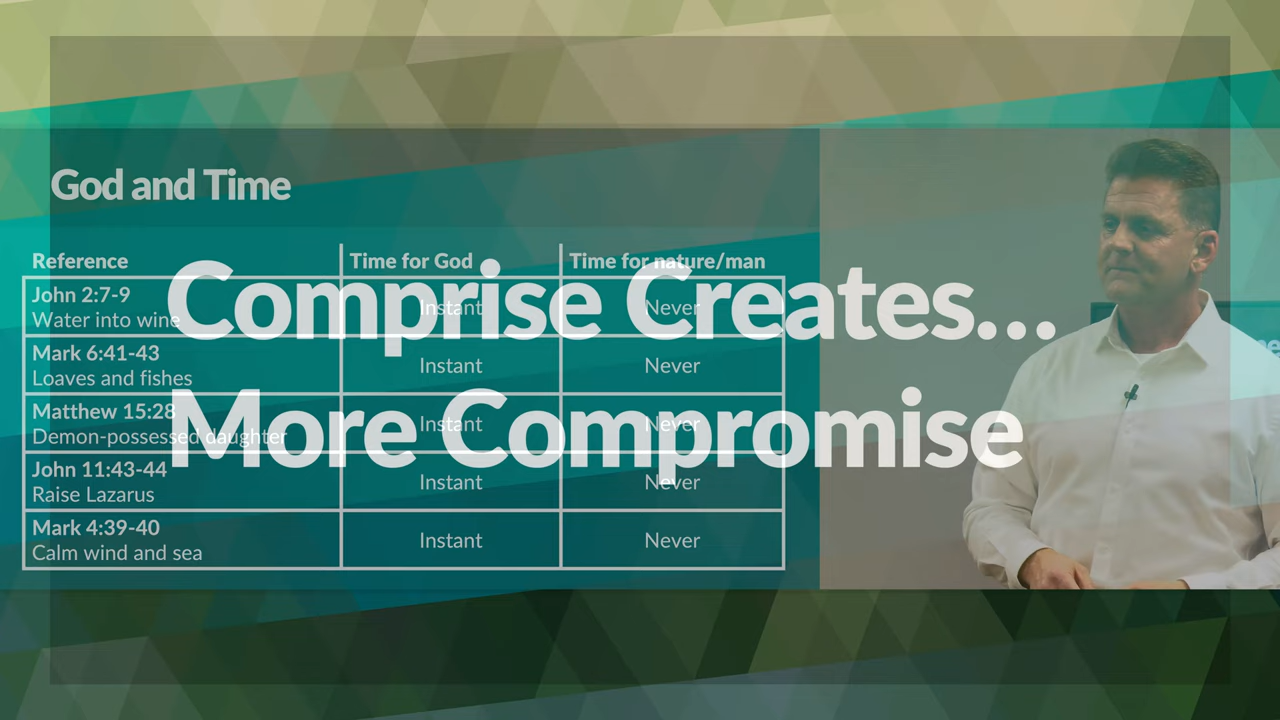 God and Time
Reference Time for God Time for nature/man
John 2:7-9
Water into wine Instant Never
Mark 6:41-43
Loaves and fishes Instant Never
Matthew 15:28
Demon-possessed daughter Instant Never
John 11:43-44
Raise Lazarus Instant Never
Mark 4:39-40
Calm wind and sea Instant Never
Comprise Creates...
More Compromise